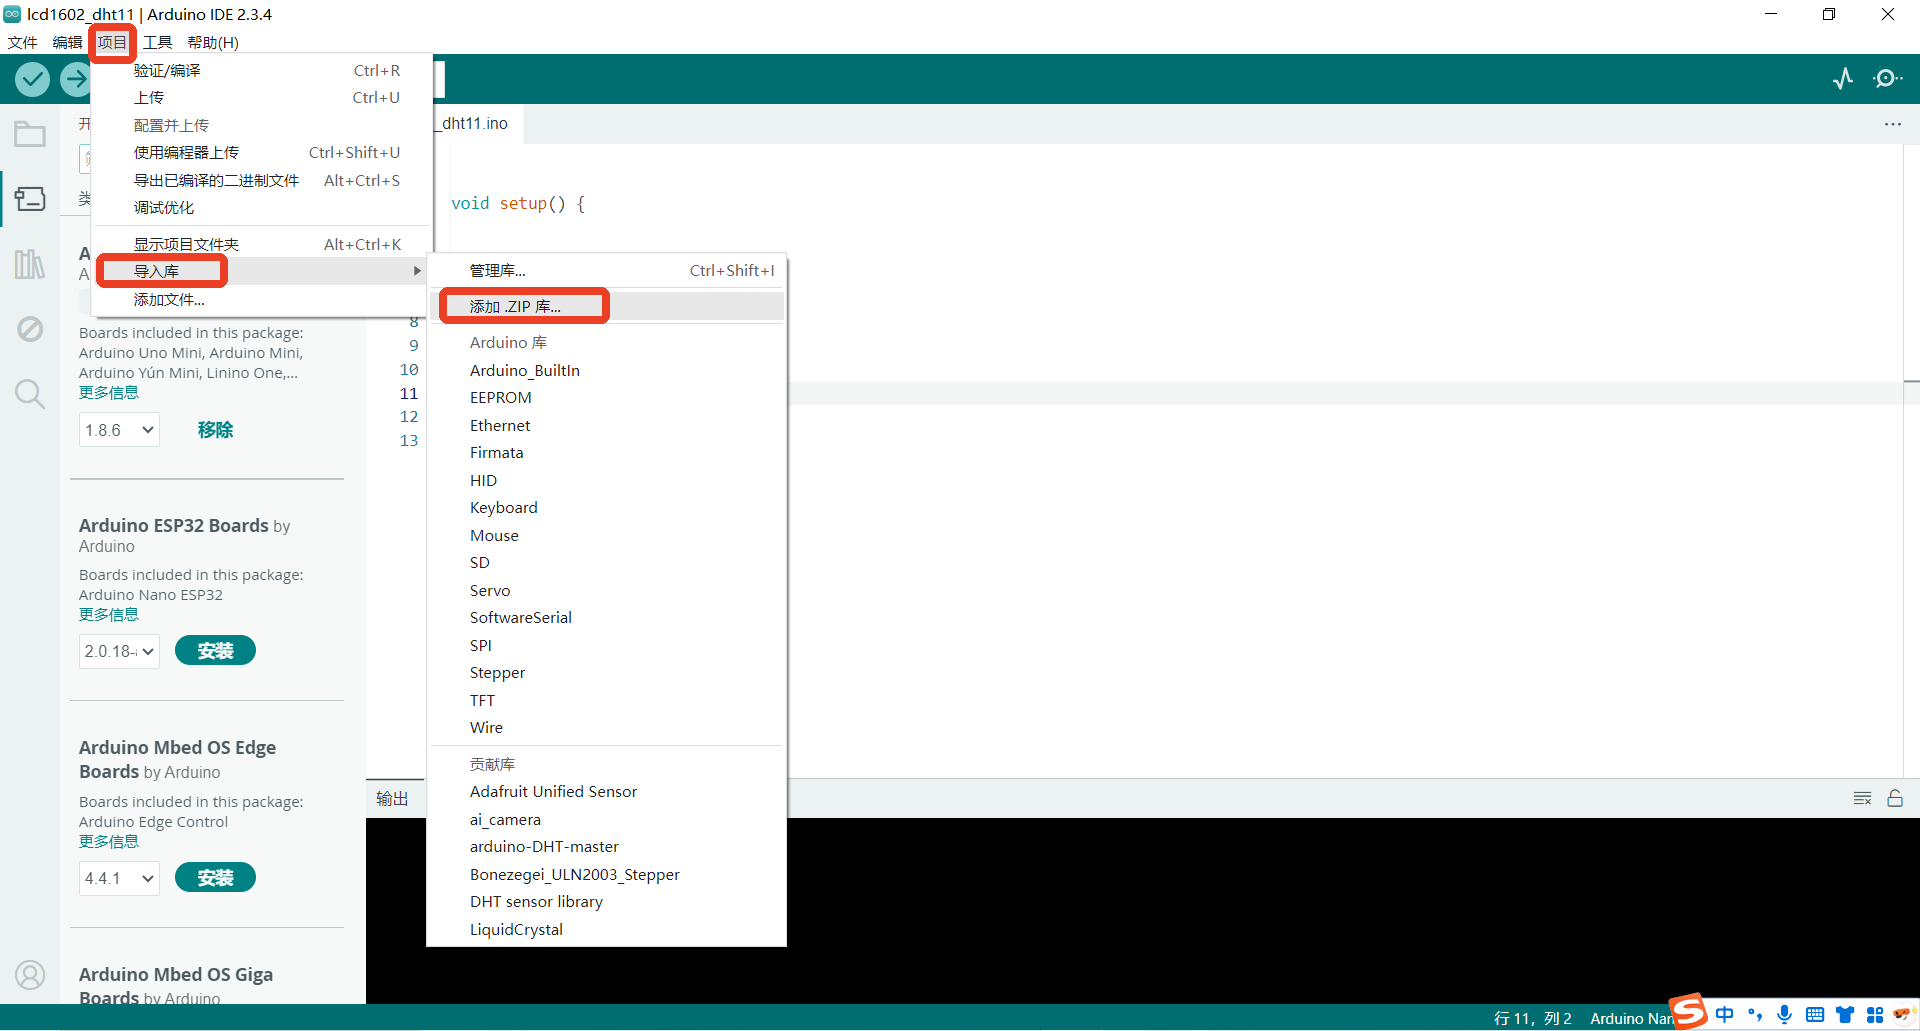 lcd1602_dht11 | Arduino IDE 2.3.4
文件 编辑 项目 工具 帮助(H)
验证/编译 Ctrl+R
上传 Ctrl+U
配置并上传
使用编程器上传 Ctrl+Shift+U
导出已编译的二进制文件 Alt+Ctrl+S
调试优化
显示项目文件夹 Alt+Ctrl+K
导入库
添加文件...
开
类
A
A
Boards included in this package:
Arduino Uno Mini, Arduino Mini,
Arduino Yún Mini, Linino One,...
更多信息
1.8.6 移除
Arduino ESP32 Boards by
Arduino
Boards included in this package:
Arduino Nano ESP32
更多信息
2.0.18- 安装
Arduino Mbed OS Edge
Boards by Arduino
Boards included in this package:
Arduino Edge Control
更多信息
4.4.1 安装
Arduino Mbed OS Giga
Boards by Arduino
_dht11.ino
void setup() {
8
9
10
11
12
13
管理库... Ctrl+Shift+I
添加 .ZIP 库...
Arduino 库
Arduino_BuiltIn
EEPROM
Ethernet
Firmata
HID
Keyboard
Mouse
SD
Servo
SoftwareSerial
SPI
Stepper
TFT
Wire
贡献库
Adafruit Unified Sensor
ai_camera
arduino-DHT-master
Bonezegei_ULN2003_Stepper
DHT sensor library
LiquidCrystal
输出
行 11，列 2 Arduino Nan
S 中